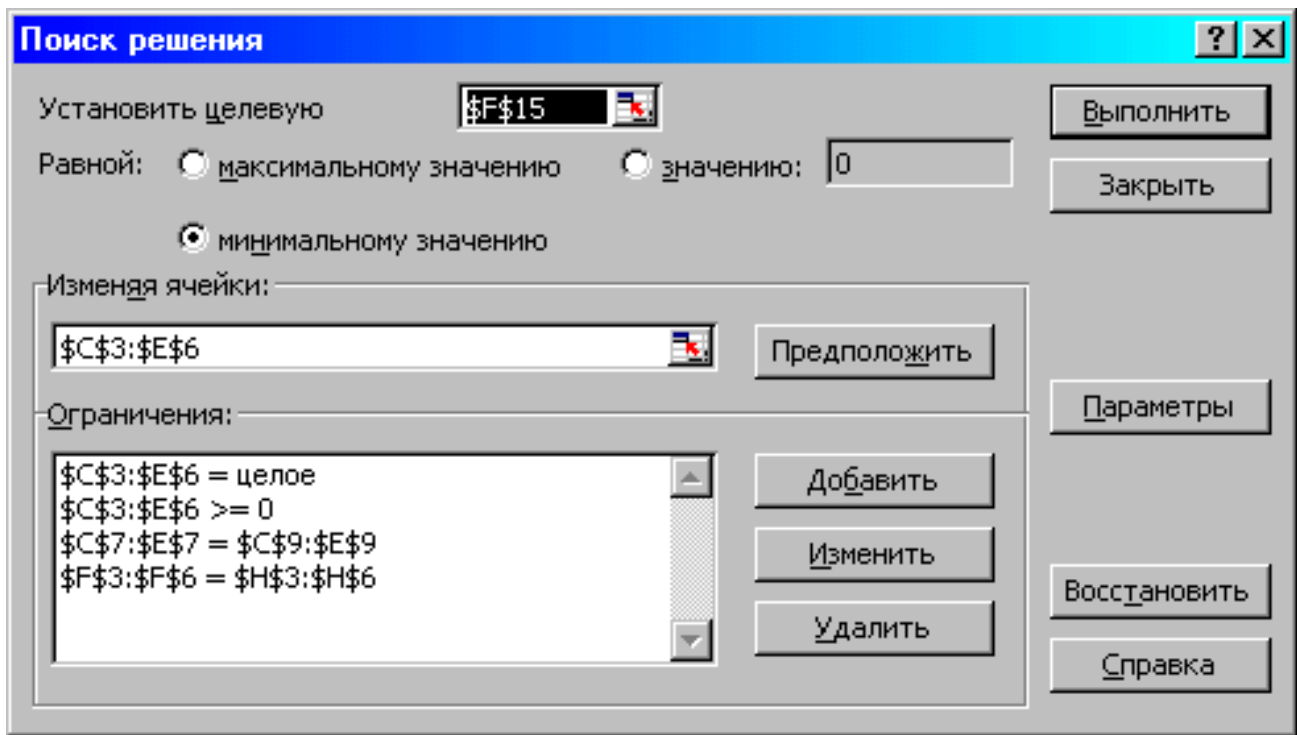 Поиск решения
Установить целевую $F$15 Выполнить
Равной: максимальному значению значению: 0
Закрыть
минимальному значению
Изменяя ячейки:
$C$3:$E$6 Предположить
Параметры
Ограничения:
$C$3:$E$6 = целое
$C$3:$E$6 >= 0
$C$7:$E$7 = $C$9:$E$9
$F$3:$F$6 = $H$3:$H$6
Добавить
Изменить
Удалить
Восстановить
Справка